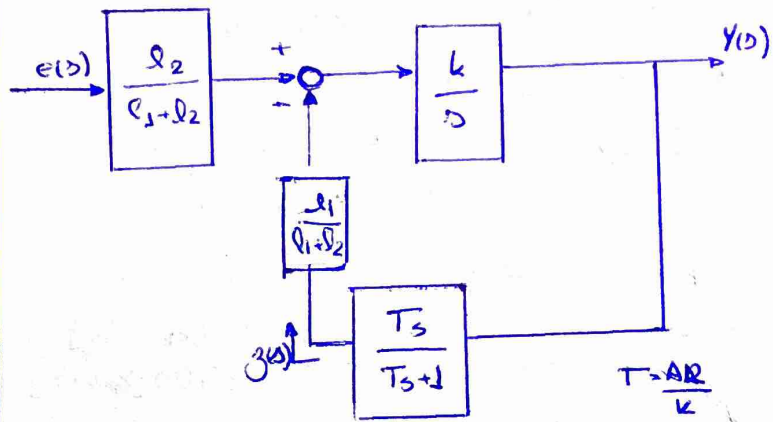 e(s)
l2
l1+l2
+
−
k
s
Y(s)
l1
l1+l2
z(s)
Ts
Ts+1
T = AR
k